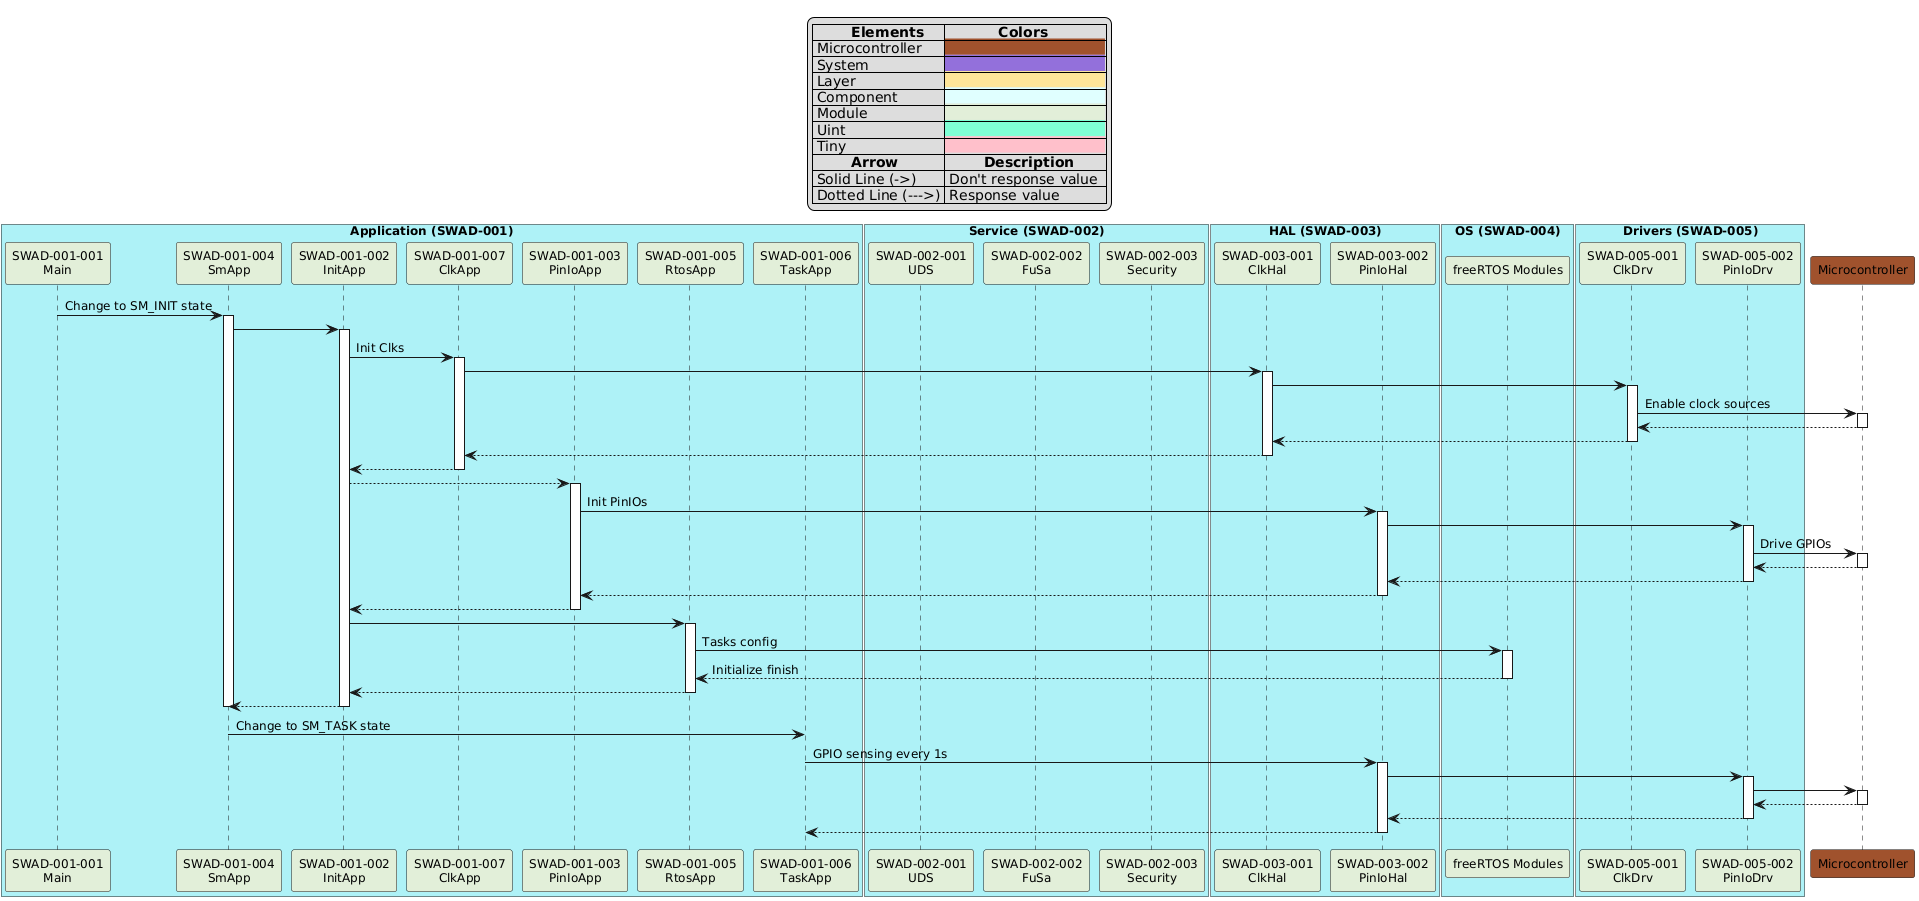 Elements Colors
Microcontroller
System
Layer
Component
Module
Uint
Tiny
Arrow Description
Solid Line (->) Don't response value
Dotted Line (--->) Response value
Application (SWAD-001) Service (SWAD-002) HAL (SWAD-003) OS (SWAD-004) Drivers (SWAD-005)
SWAD-001-001 SWAD-001-004 SWAD-001-002 SWAD-001-007 SWAD-001-003 SWAD-001-005 SWAD-001-006 SWAD-002-001 SWAD-002-002 SWAD-002-003 SWAD-003-001 SWAD-003-002 freeRTOS Modules SWAD-005-001 SWAD-005-002 Microcontroller
Main SmApp InitApp ClkApp PinIoApp RtosApp TaskApp UDS FuSa Security ClkHal PinIoHal ClkDrv PinIoDrv
Change to SM_INIT state
Init Clks
Enable clock sources
Init PinIOs
Drive GPIOs
Tasks config
Initialize finish
Change to SM_TASK state
GPIO sensing every 1s
SWAD-001-001 SWAD-001-004 SWAD-001-002 SWAD-001-007 SWAD-001-003 SWAD-001-005 SWAD-001-006 SWAD-002-001 SWAD-002-002 SWAD-002-003 SWAD-003-001 SWAD-003-002 freeRTOS Modules SWAD-005-001 SWAD-005-002 Microcontroller
Main SmApp InitApp ClkApp PinIoApp RtosApp TaskApp UDS FuSa Security ClkHal PinIoHal ClkDrv PinIoDrv